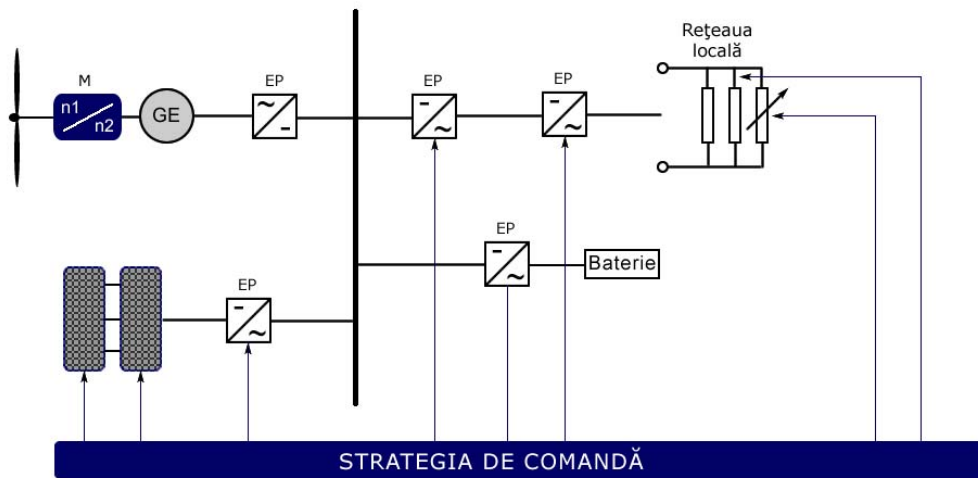 Reţeaua
locală
M
n1
n2
GE
EP
EP
EP
EP
Baterie
EP
STRATEGIA DE COMANDĂ